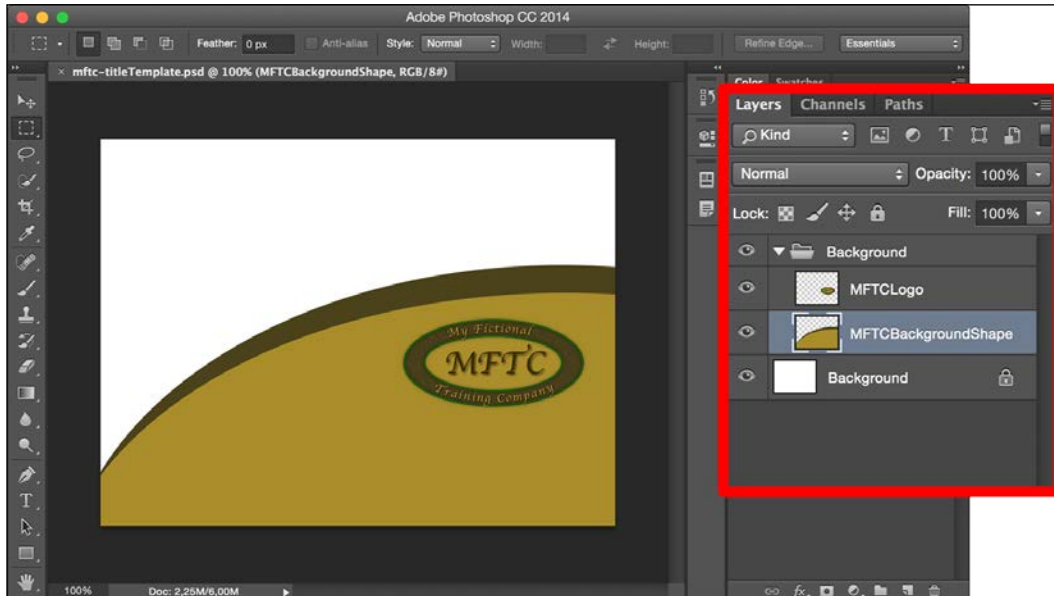 Adobe Photoshop CC 2014
Feather: 0 px Anti-alias Style: Normal Width: Height: Refine Edge... Essentials
× mftc-titleTemplate.psd @ 100% (MFTCBackgroundShape, RGB/8#)
Color Swatches
Layers Channels Paths
Kind
Normal Opacity: 100%
Lock: Fill: 100%
Background
MFTCLogo
MFTCBackgroundShape
Background
My Fictional
MFTC
Training Company
100% Doc: 2,25M/6,00M